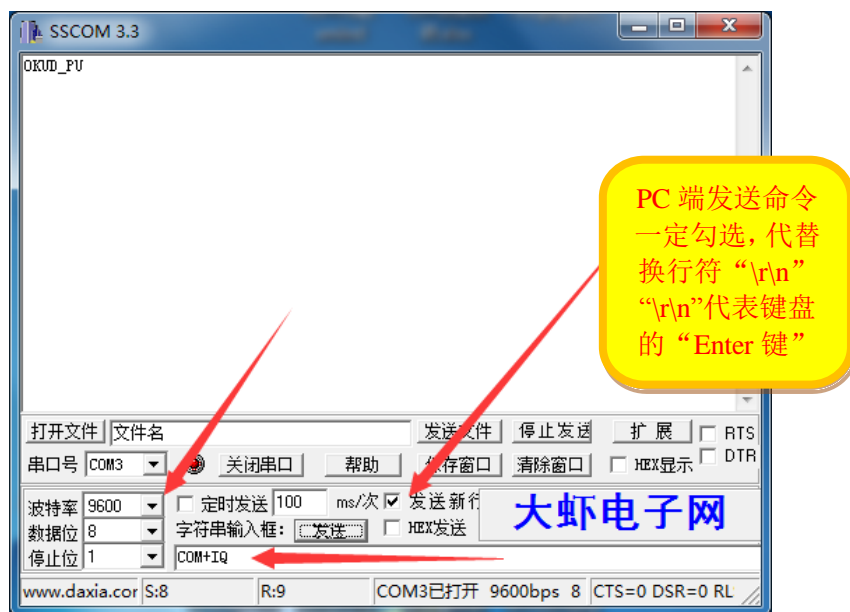 SSCOM 3.3
OKUD_PU
PC 端发送命令
一定勾选，代替
换行符“\r\n”
“\r\n”代表键盘
的“Enter 键”
打开文件 文件名 发送文件 停止发送 扩 展 RTS
串口号 COM3 关闭串口 帮助 保存窗口 清除窗口 HEX显示 DTR
波特率 9600 定时发送 100 ms/次 发送新行
数据位 8 字符串输入框： 发送 HEX发送 大虾电子网
停止位 1 COM+IQ
www.daxia.cor S:8 R:9 COM3已打开 9600bps 8 CTS=0 DSR=0 RL